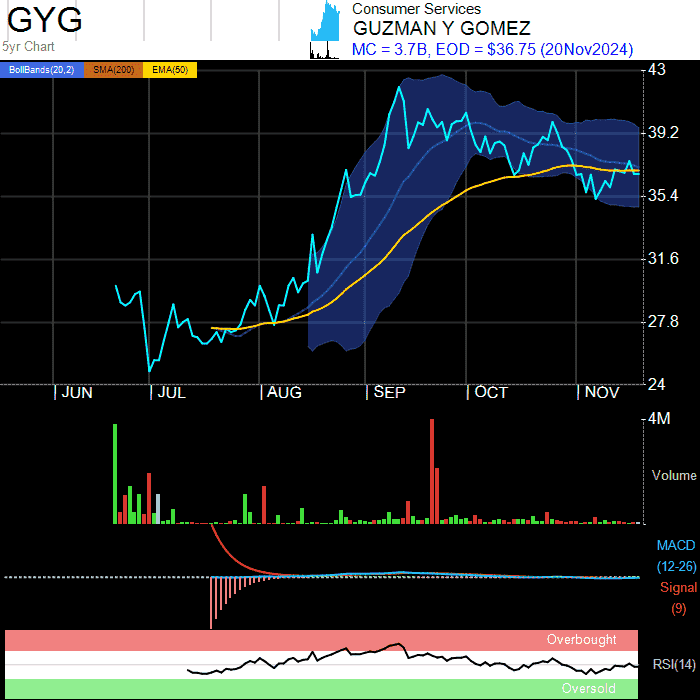 GYG
5yr Chart
Consumer Services
GUZMAN Y GOMEZ
MC = 3.7B, EOD = $36.75 (20Nov2024)
BollBands(20,2) SMA(200) EMA(50)
43
39.2
35.4
31.6
27.8
24
JUN JUL AUG SEP OCT NOV
4M
Volume
MACD
(12-26)
Signal
(9)
Overbought
RSI(14)
Oversold